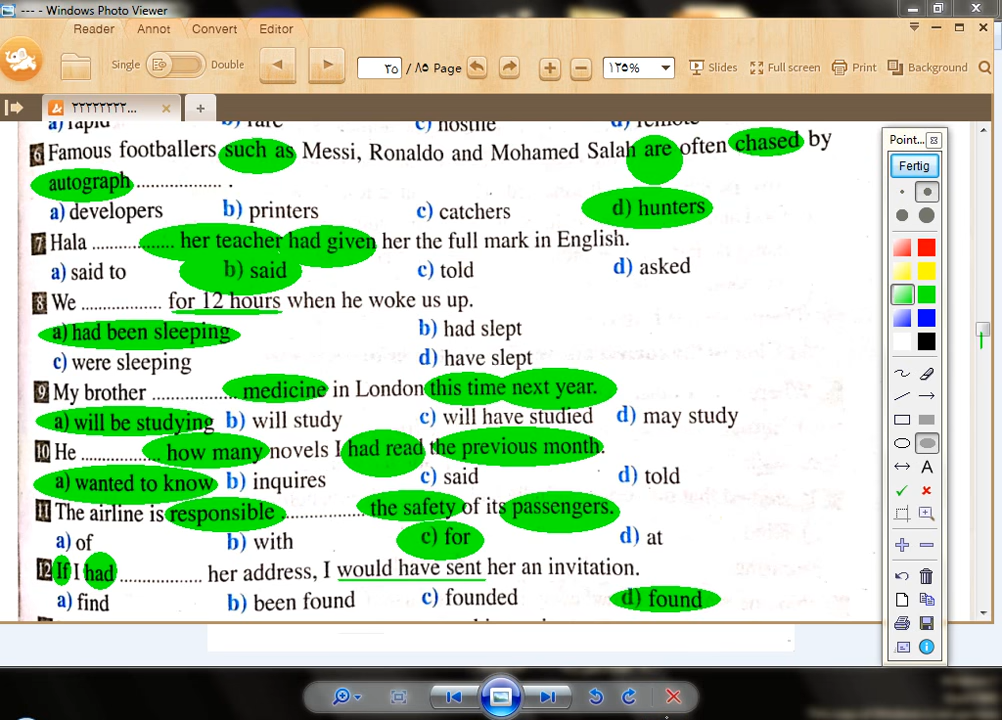 ---- - Windows Photo Viewer
Reader Annot Convert Editor
Single Double ٣٥ / ٨٥ Page ١٢٥% Slides Full screen Print Background
٢٢٢٢٢٢٢٢...
a) rapid b) rare c) hostile d) remote
6 Famous footballers such as Messi, Ronaldo and Mohamed Salah are often chased by
autograph ................. .
a) developers b) printers c) catchers d) hunters
7 Hala ................. her teacher had given her the full mark in English.
a) said to b) said c) told d) asked
8 We ................. for 12 hours when he woke us up.
a) had been sleeping b) had slept
c) were sleeping d) have slept
9 My brother ................. medicine in London this time next year.
a) will be studying b) will study c) will have studied d) may study
10 He ................. how many novels I had read the previous month.
a) wanted to know b) inquires c) said d) told
11 The airline is responsible ................. the safety of its passengers.
a) of b) with c) for d) at
12 If I had ................. her address, I would have sent her an invitation.
a) find b) been found c) founded d) found
Point...
Fertig
A